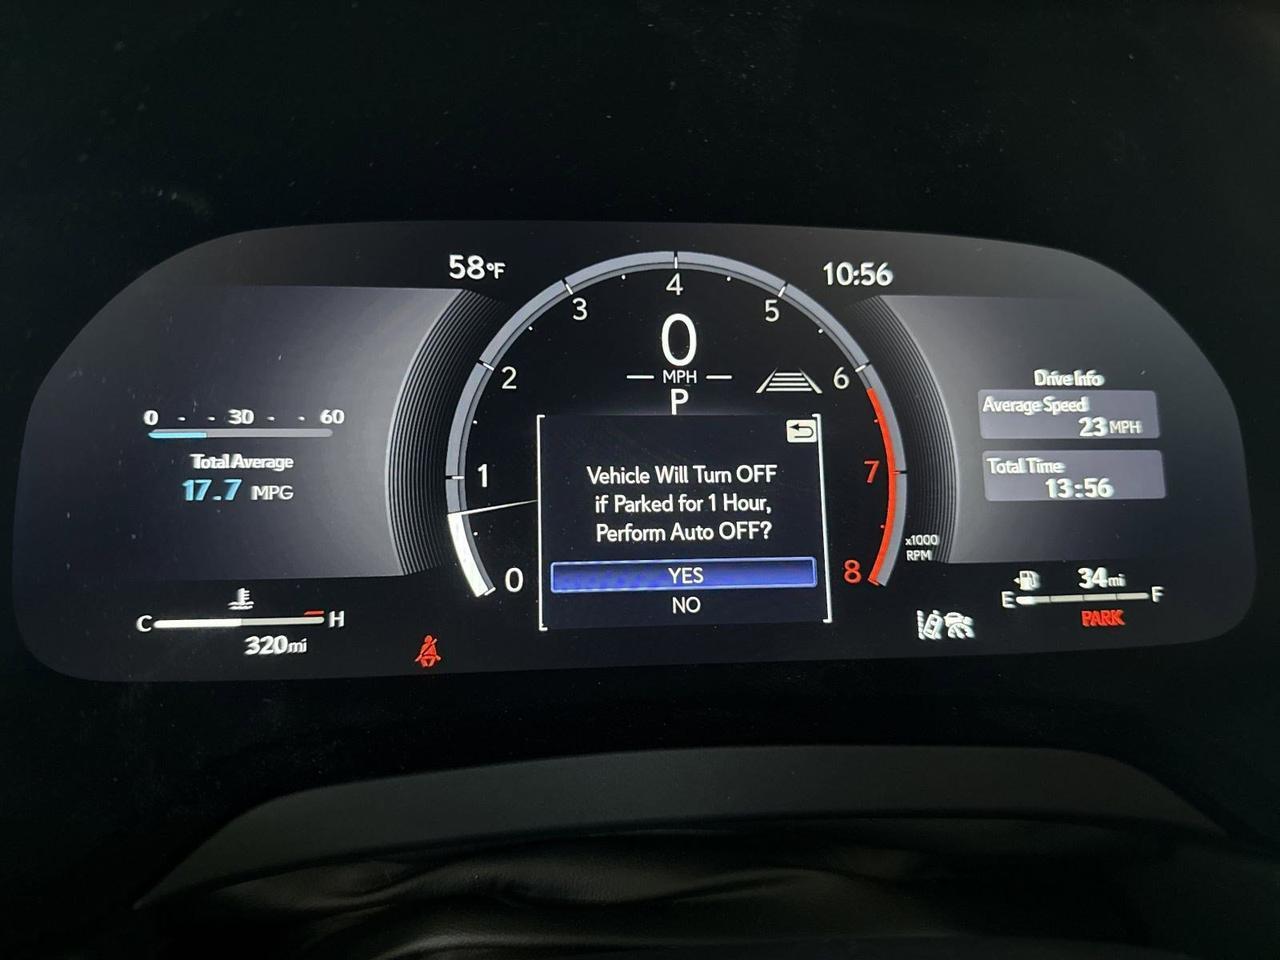 58°F
10:56
0 - - 30 - - 60
Total Average
17.7 MPG
C H
320mi
0 1 2 3 4 5 6 7 8
x1000
RPM
0
MPH
P
Vehicle Will Turn OFF
if Parked for 1 Hour,
Perform Auto OFF?
YES
NO
Drive Info
Average Speed
23 MPH
Total Time
13:56
34mi
E F
PARK